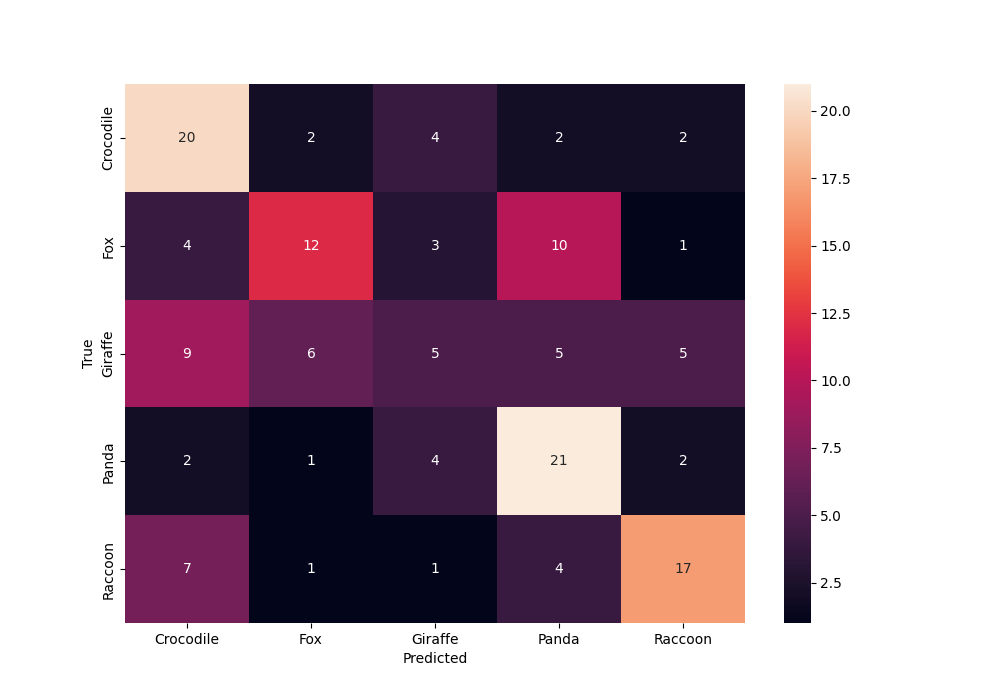 Crocodile 20 2 4 2 2
Fox 4 12 3 10 1
Giraffe 9 6 5 5 5
Panda 2 1 4 21 2
Raccoon 7 1 1 4 17
True
Crocodile Fox Giraffe Panda Raccoon
Predicted
20.0
17.5
15.0
12.5
10.0
7.5
5.0
2.5